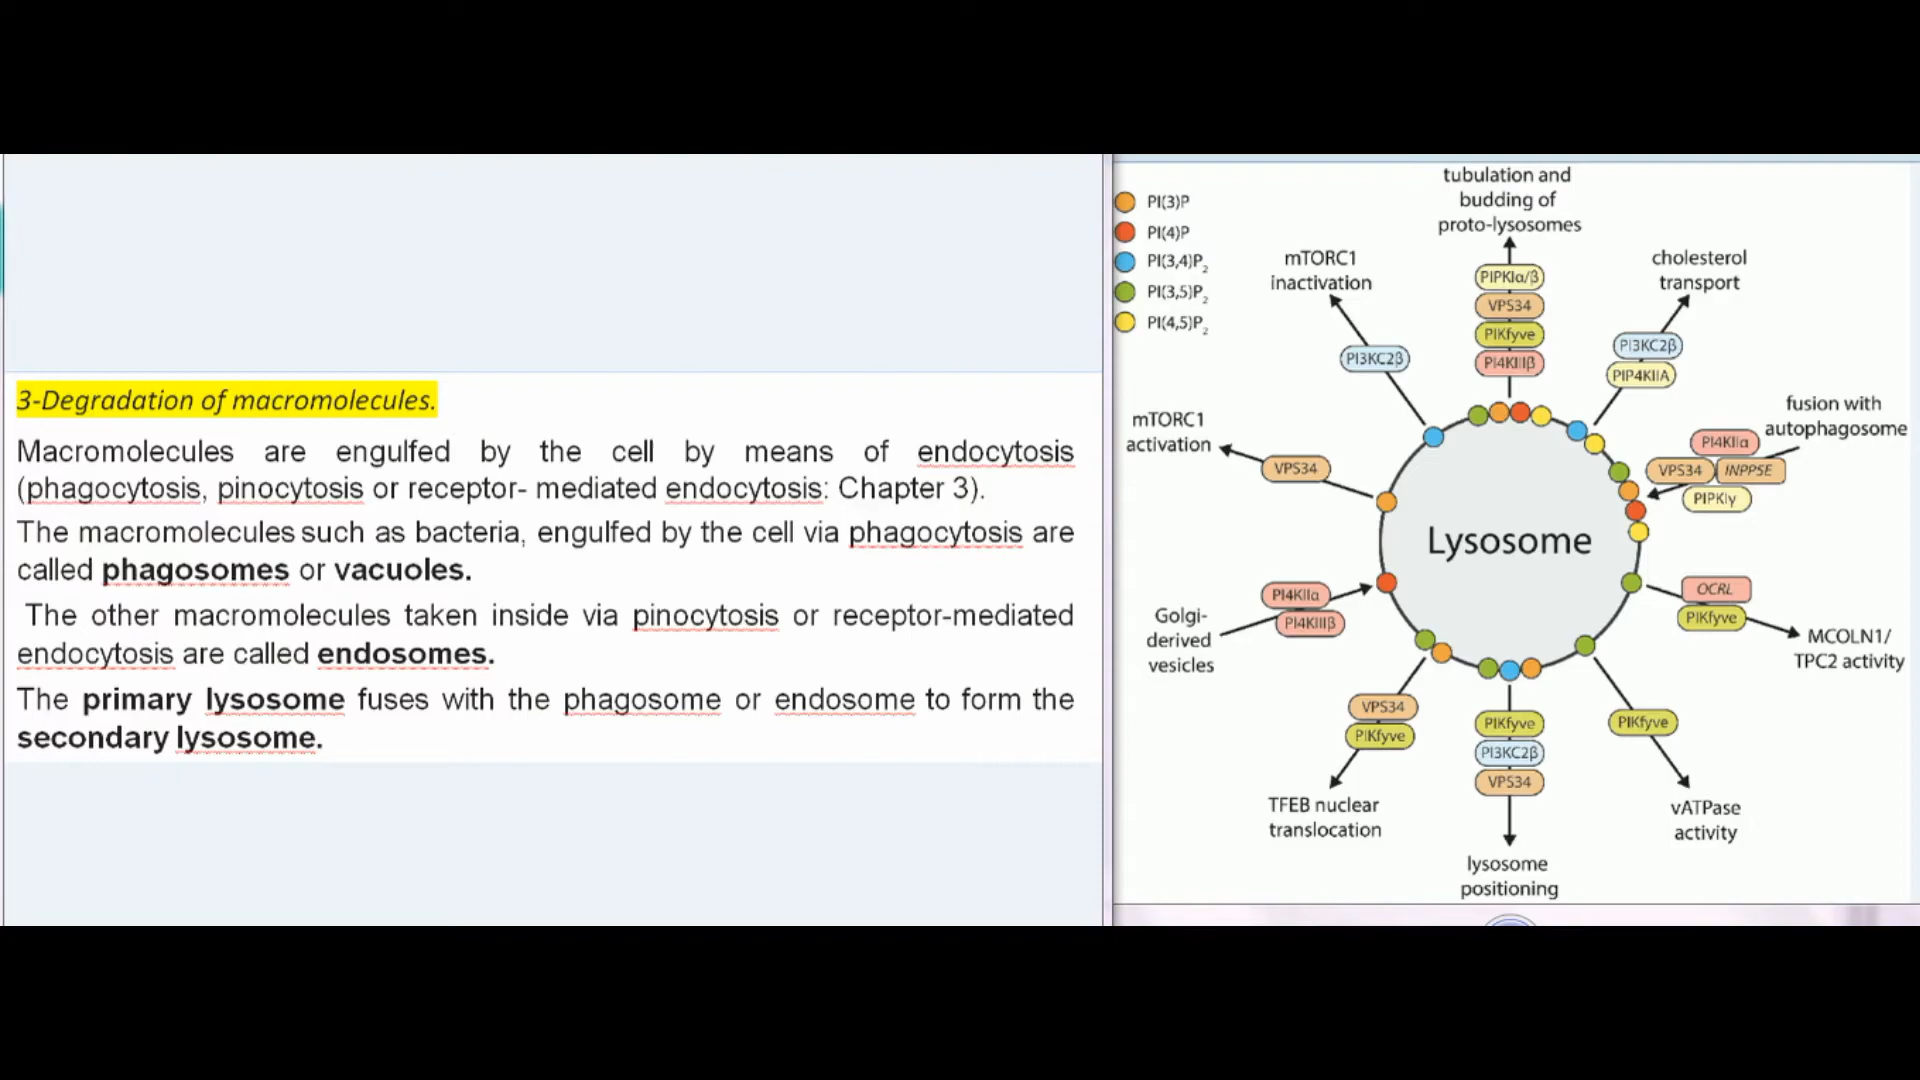 3-Degradation of macromolecules.
Macromolecules are engulfed by the cell by means of endocytosis
(phagocytosis, pinocytosis or receptor- mediated endocytosis: Chapter 3).
The macromolecules such as bacteria, engulfed by the cell via phagocytosis are
called phagosomes or vacuoles.
The other macromolecules taken inside via pinocytosis or receptor-mediated
endocytosis are called endosomes.
The primary lysosome fuses with the phagosome or endosome to form the
secondary lysosome.
PI(3)P
PI(4)P
PI(3,4)P2
PI(3,5)P2
PI(4,5)P2
tubulation and
budding of
proto-lysosomes
PIPKIα/β
VPS34
PIKfyve
PI4KIIIβ
mTORC1
inactivation
PI3KC2β
cholesterol
transport
PI3KC2β
PIP4KIIA
mTORC1
activation
VPS34
fusion with
autophagosome
PI4KIIα
VPS34 INPP5E
PIPKIγ
Lysosome
Golgi-
derived
vesicles
PI4KIIα
PI4KIIIβ
OCRL
PIKfyve
MCOLN1/
TPC2 activity
VPS34
PIKfyve
TFEB nuclear
translocation
PIKfyve
PI3KC2β
VPS34
lysosome
positioning
PIKfyve
vATPase
activity